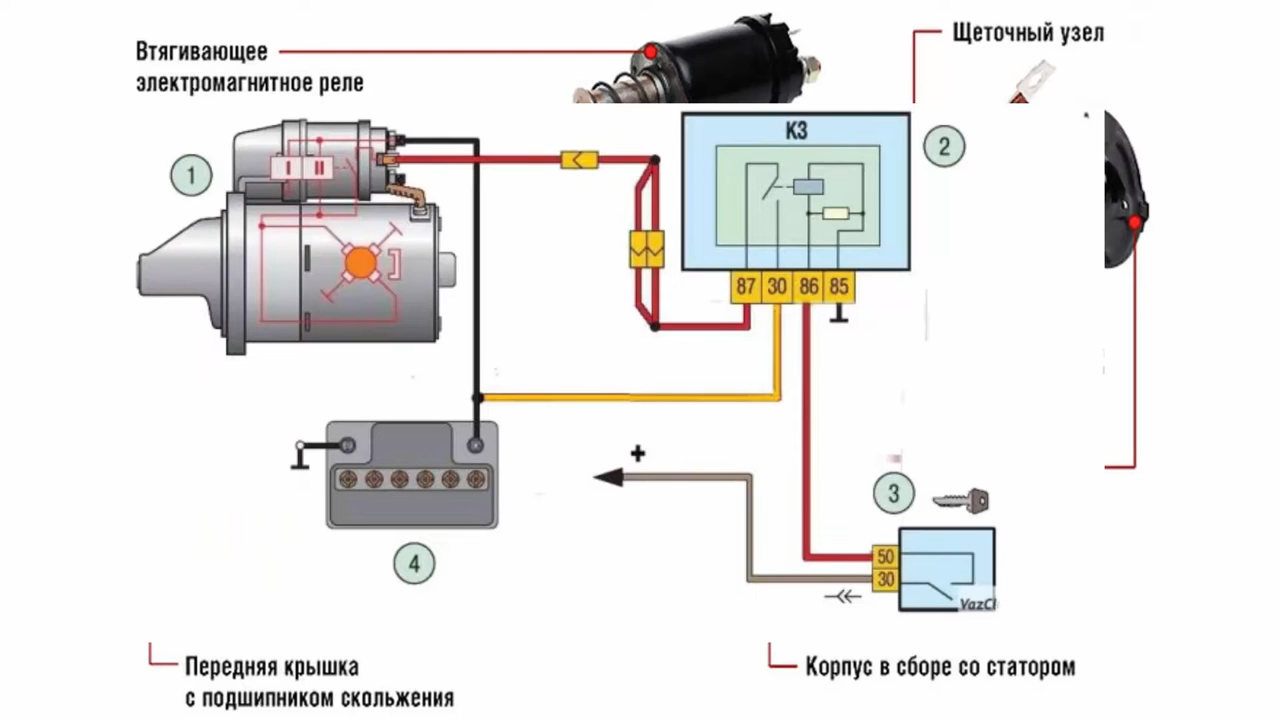 Втягивающее
электромагнитное реле
Щеточный узел
1
I II
К3
2
87 30 86 85
+
3
50
30
VazCl
4
Передняя крышка
с подшипником скольжения
Корпус в сборе со статором